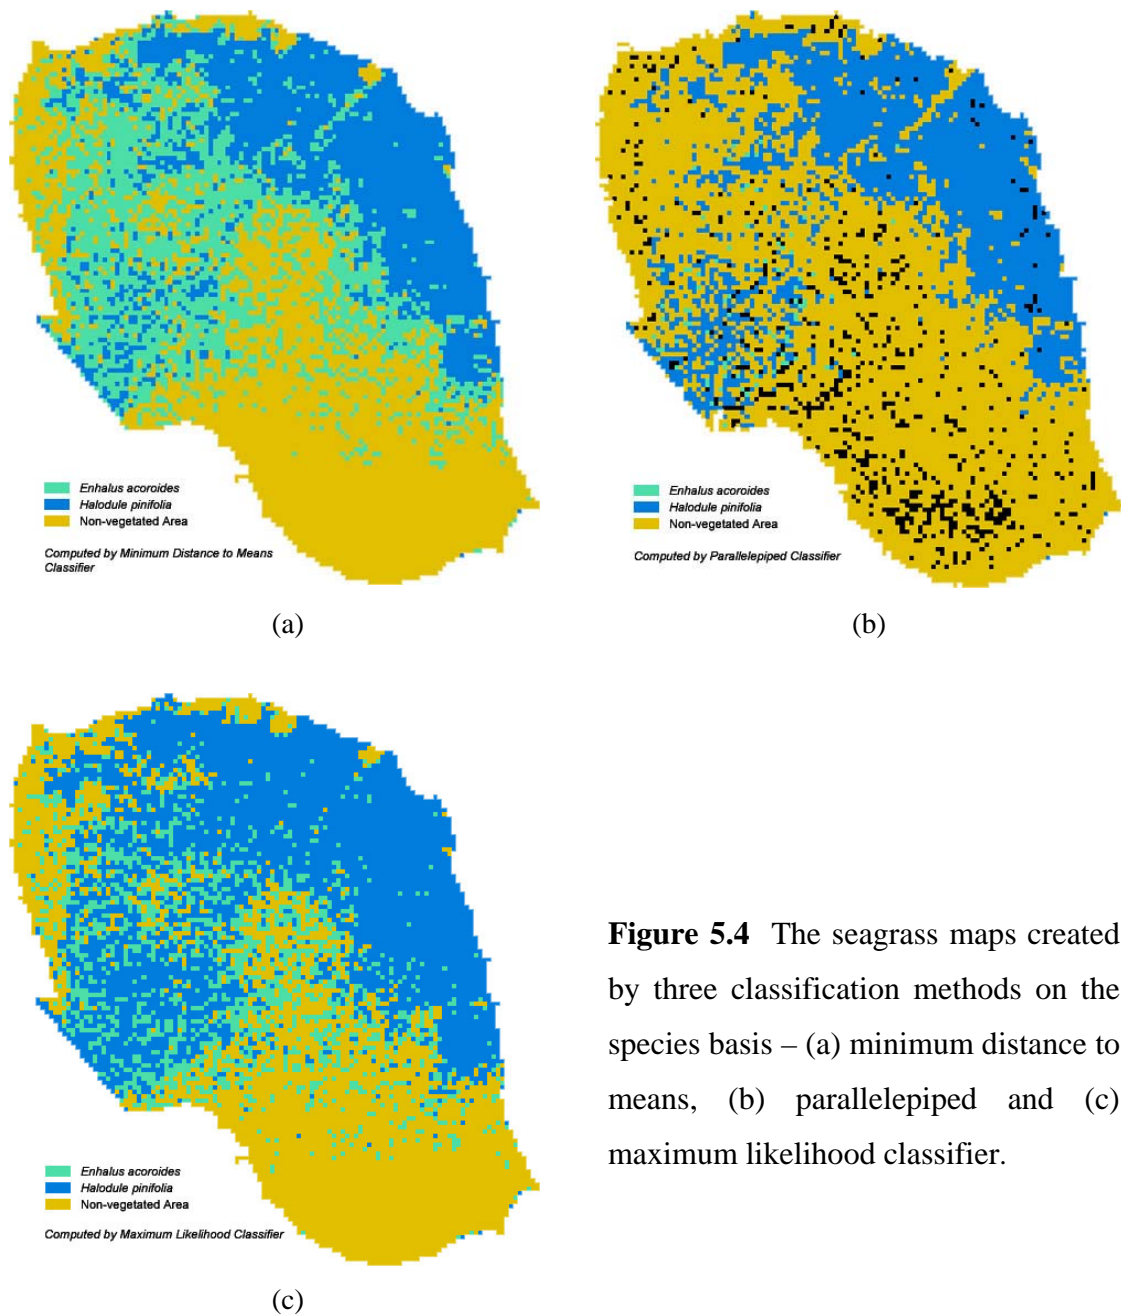 Enhalus acoroides
Halodule pinifolia
Non-vegetated Area
Computed by Minimum Distance to Means
Classifier
(a)
Enhalus acoroides
Halodule pinifolia
Non-vegetated Area
Computed by Parallelepiped Classifier
(b)
Enhalus acoroides
Halodule pinifolia
Non-vegetated Area
Computed by Maximum Likelihood Classifier
(c)
Figure 5.4 The seagrass maps created
by three classification methods on the
species basis – (a) minimum distance to
means, (b) parallelepiped and (c)
maximum likelihood classifier.